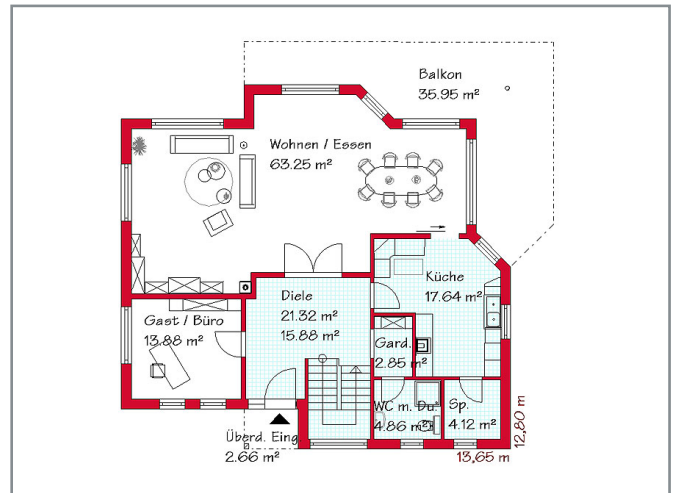 Balkon
35.95 m²
Wohnen / Essen
63.25 m²
Küche
17.64 m²
Diele
21.32 m²
15.88 m²
Gast / Büro
13.88 m²
Gard.
2.85 m²
WC m. Du.
4.86 m²
Sp.
4.12 m²
Überd. Eing
2.66 m²
13,65 m
12,80 m